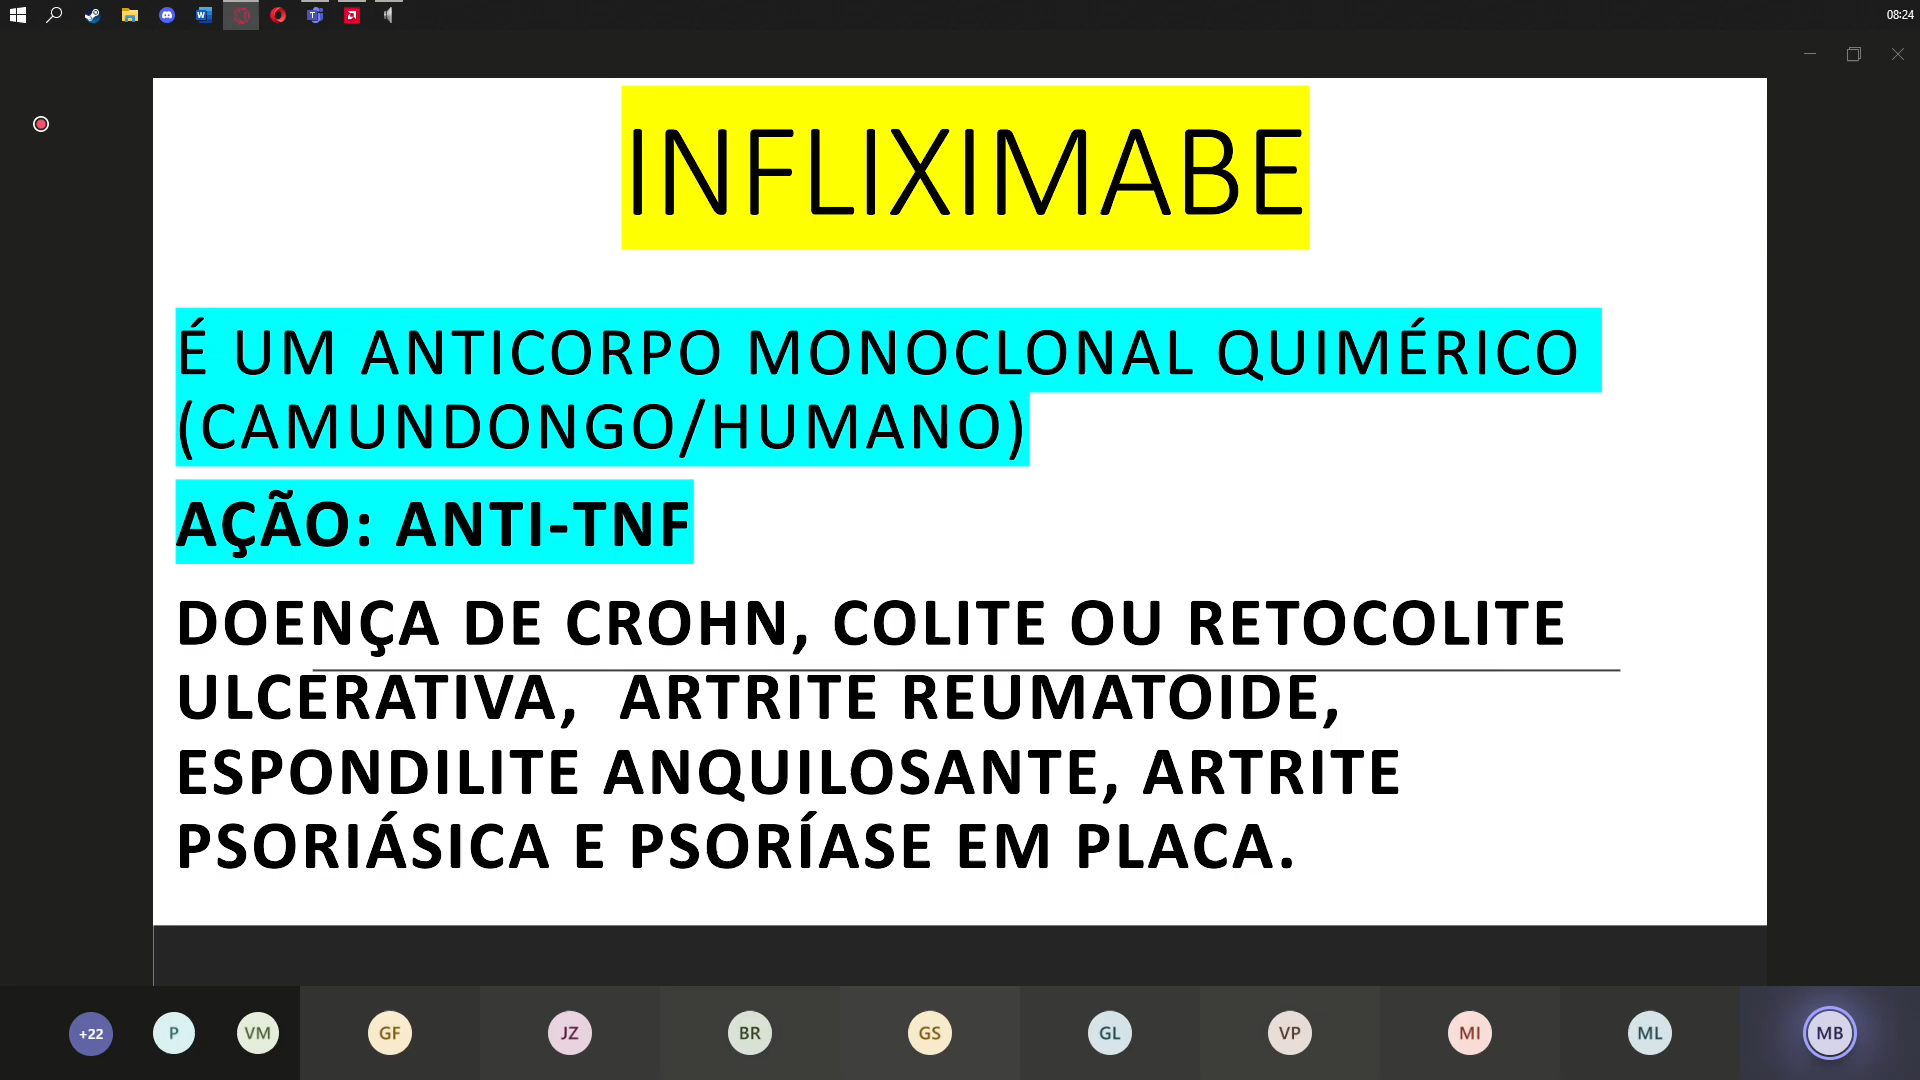 08:24
INFLIXIMABE
É UM ANTICORPO MONOCLONAL QUIMÉRICO
(CAMUNDONGO/HUMANO)
AÇÃO: ANTI-TNF
DOENÇA DE CROHN, COLITE OU RETOCOLITE
ULCERATIVA, ARTRITE REUMATOIDE,
ESPONDILITE ANQUILOSANTE, ARTRITE
PSORIÁSICA E PSORÍASE EM PLACA.
+22 P VM GF JZ BR GS GL VP MI ML MB